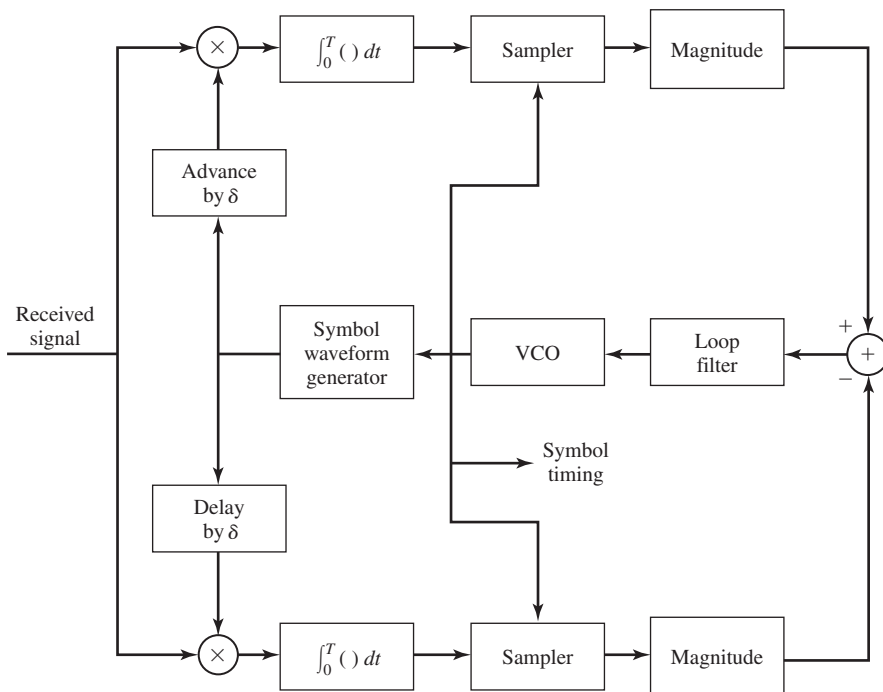 ×
∫₀ᵀ ( ) dt
Sampler
Magnitude
Advance
by δ
Received
signal
Symbol
waveform
generator
VCO
Loop
filter
+
+
−
Symbol
timing
Delay
by δ
×
∫₀ᵀ ( ) dt
Sampler
Magnitude